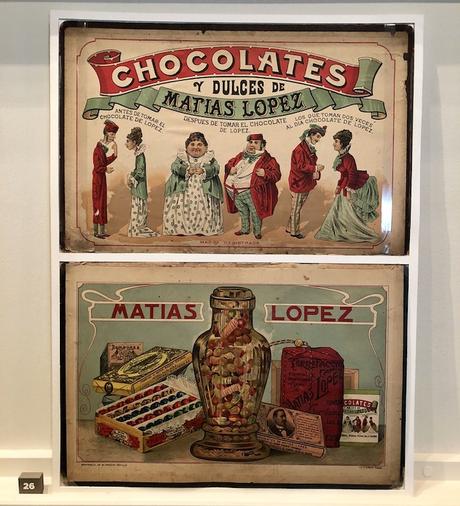 CHOCOLATES
Y DULCES DE
MATIAS LOPEZ
ANTES DE TOMAR EL
CHOCOLATE DE LOPEZ.
DESPUES DE TOMAR EL CHOCOLATE
DE LOPEZ.
LOS QUE TOMAN DOS VECES
AL DIA CHOCOLATE DE LOPEZ.
MARCA REGISTRADA
MATIAS LOPEZ
CHOCOLATES
MATIAS LOPEZ
26